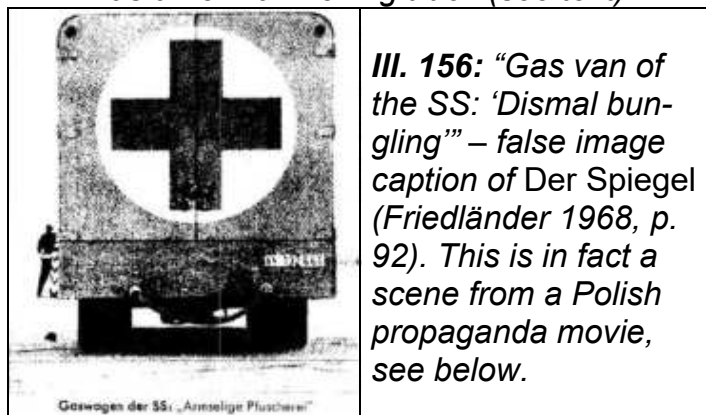 Ill. 156: “Gas van of
the SS: ‘Dismal bun-
gling’” – false image
caption of Der Spiegel
(Friedländer 1968, p.
92). This is in fact a
scene from a Polish
propaganda movie,
see below.
Gaswagen der SS: „Armselige Pfuscherei“